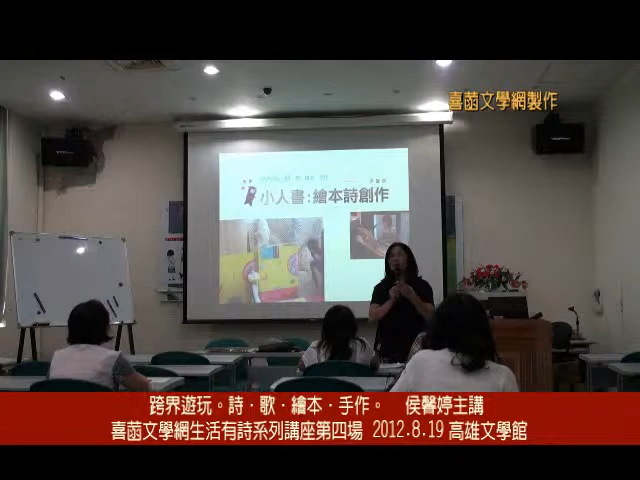 喜菡文學網製作
小人書:繪本詩創作
跨界遊玩。詩．歌．繪本．手作。 侯馨婷主講
喜菡文學網生活有詩系列講座第四場 2012.8.19 高雄文學館